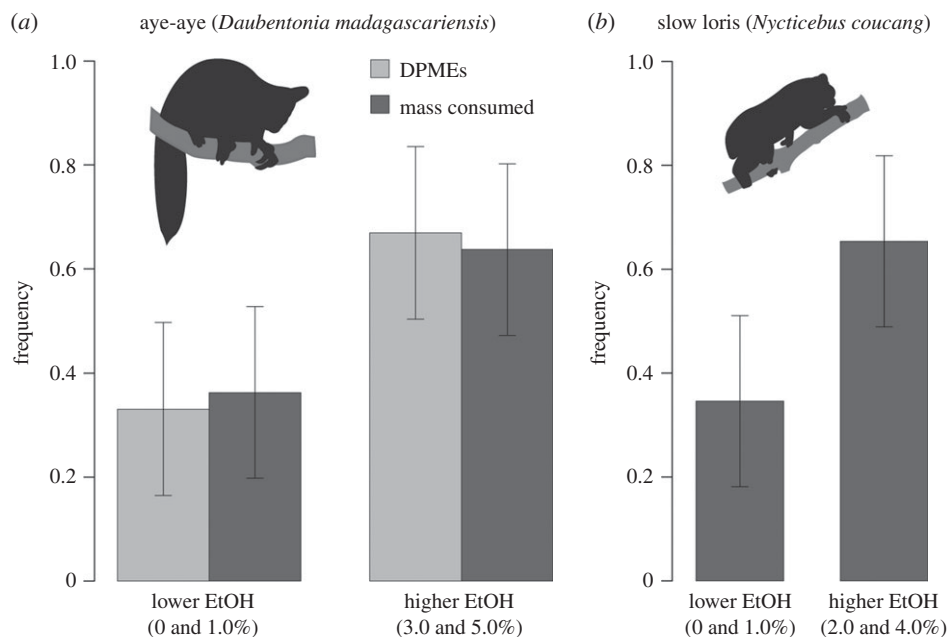 (a) aye-aye (Daubentonia madagascariensis)
1.0
0.8
0.6
0.4
0.2
0
frequency
DPMEs
mass consumed
lower EtOH
(0 and 1.0%)
higher EtOH
(3.0 and 5.0%)
(b) slow loris (Nycticebus coucang)
1.0
0.8
0.6
0.4
0.2
0
frequency
lower EtOH
(0 and 1.0%)
higher EtOH
(2.0 and 4.0%)